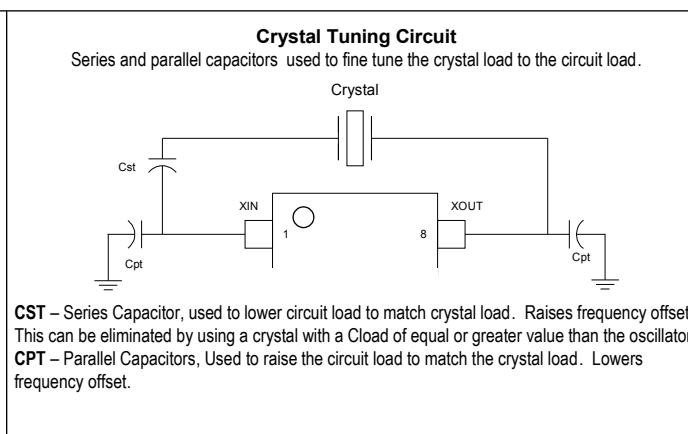 Crystal Tuning Circuit
Series and parallel capacitors used to fine tune the crystal load to the circuit load.
Crystal
Cst
XIN
XOUT
1
8
Cpt
Cpt
CST – Series Capacitor, used to lower circuit load to match crystal load. Raises frequency offset
This can be eliminated by using a crystal with a Cload of equal or greater value than the oscillator
CPT – Parallel Capacitors, Used to raise the circuit load to match the crystal load. Lowers
frequency offset.